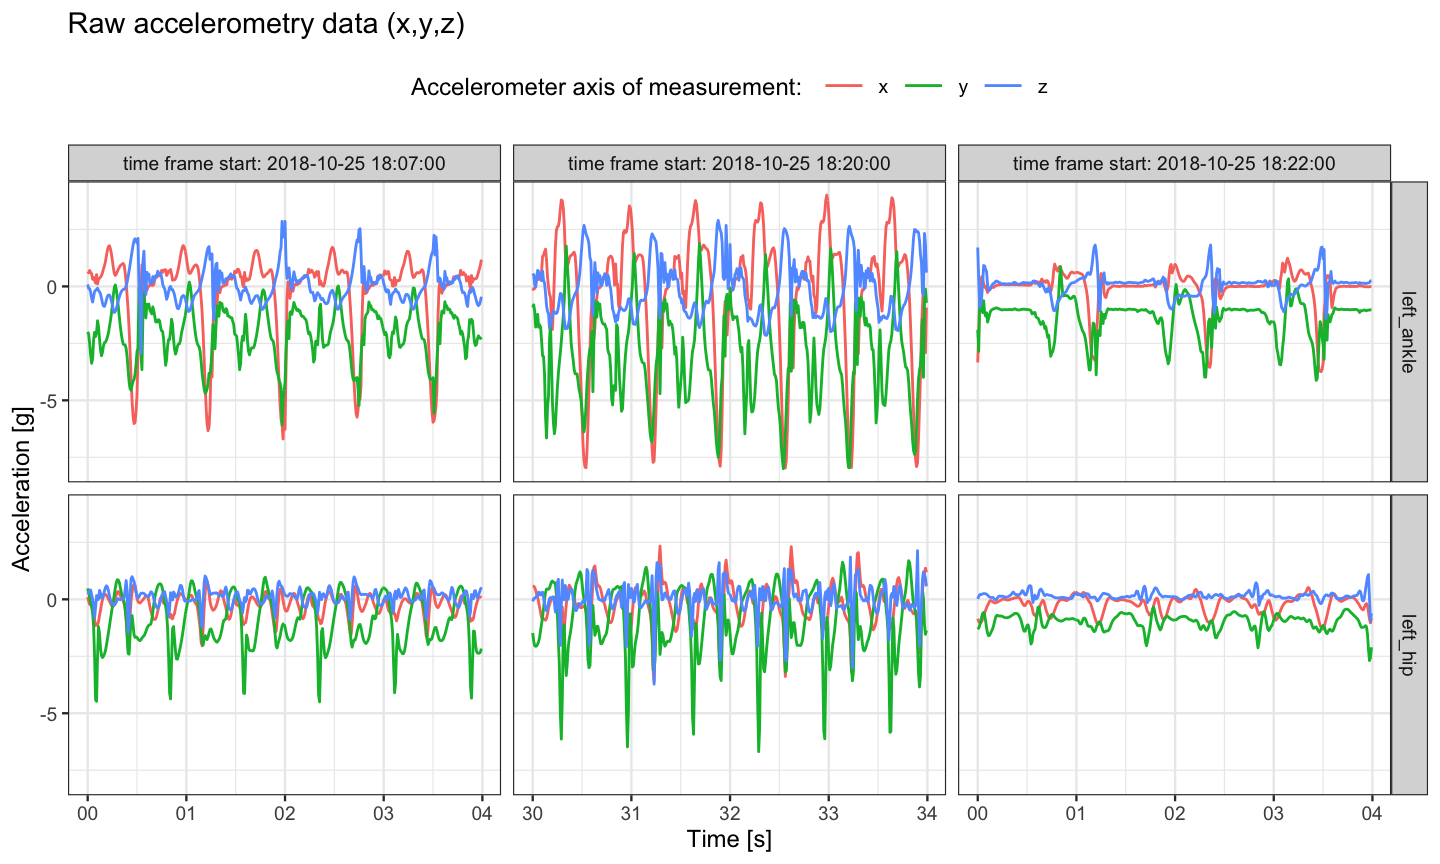 Raw accelerometry data (x,y,z)
Accelerometer axis of measurement: x y z
time frame start: 2018-10-25 18:07:00
time frame start: 2018-10-25 18:20:00
time frame start: 2018-10-25 18:22:00
Acceleration [g]
0
-5
left_ankle
0
-5
left_hip
00 01 02 03 04
30 31 32 33 34
00 01 02 03 04
Time [s]